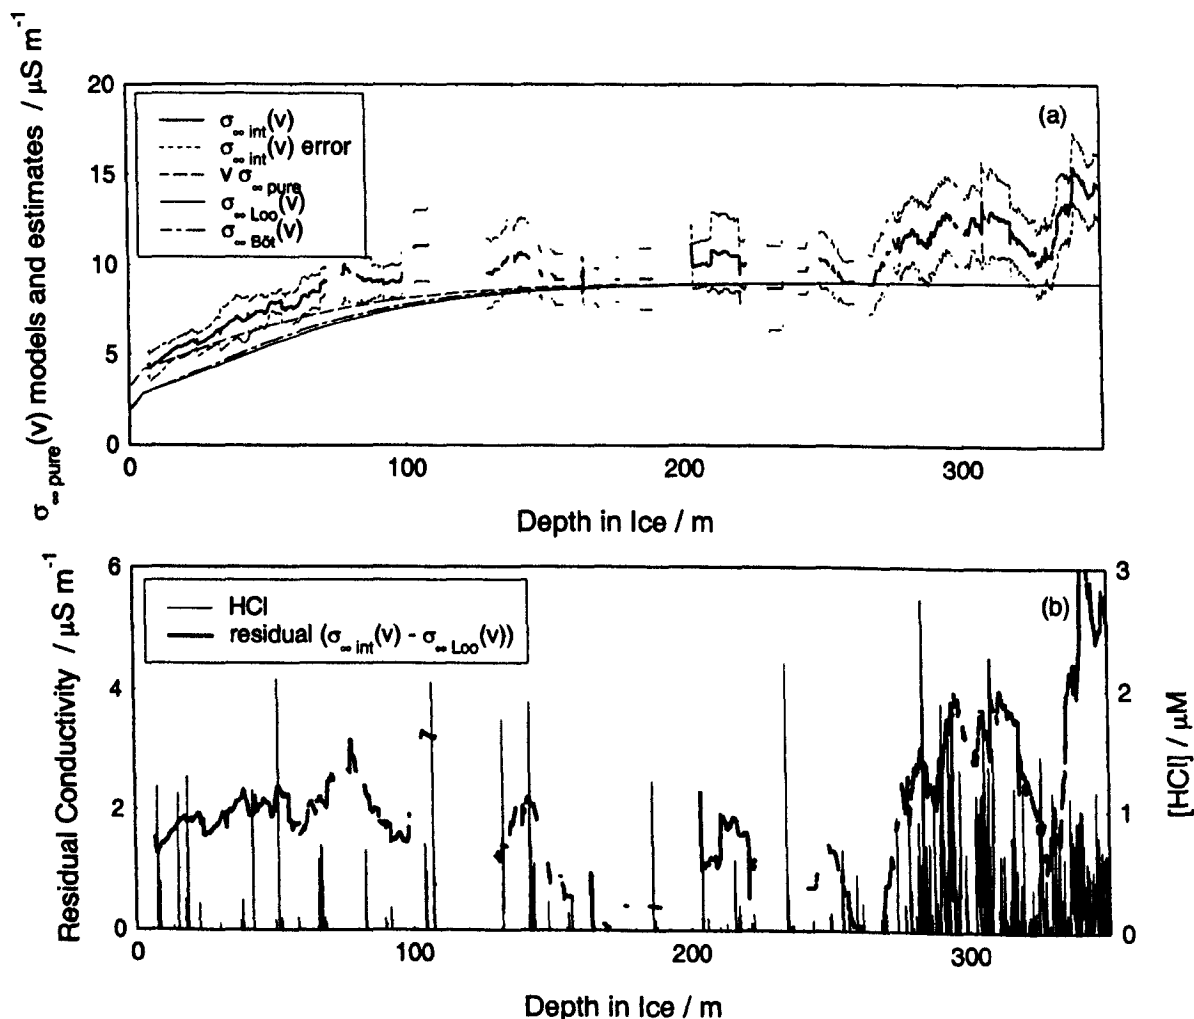 σ∞ pure(v) models and estimates / μS m-1
20
15
10
5
0
(a)
σ∞ int(v)
σ∞ int(v) error
v σ∞ pure
σ∞ Loo(v)
σ∞ Böt(v)
0 100 200 300
Depth in Ice / m
Residual Conductivity / μS m-1
6
4
2
0
HCl
residual (σ∞ int(v) - σ∞ Loo(v))
(b)
3
2
1
0
[HCl] / μM
0 100 200 300
Depth in Ice / m